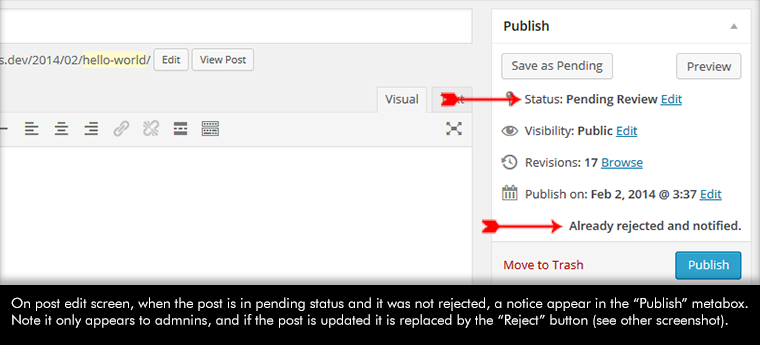 Publish
s.dev/2014/02/hello-world/ Edit View Post
Save as Pending Preview
Visual
Status: Pending Review Edit
Visibility: Public Edit
Revisions: 17 Browse
Publish on: Feb 2, 2014 @ 3:37 Edit
Already rejected and notified.
Move to Trash Publish
On post edit screen, when the post is in pending status and it was not rejected, a notice appear in the “Publish” metabox.
Note it only appears to admnins, and if the post is updated it is replaced by the “Reject” button (see other screenshot).